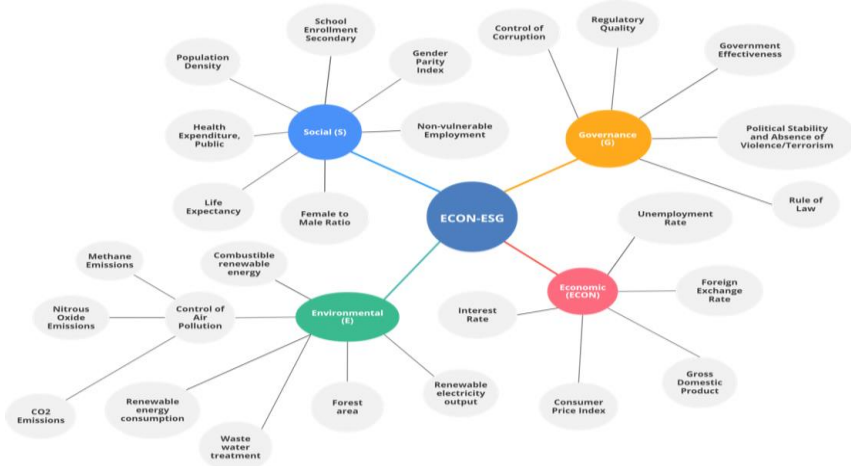 School
Enrollment
Secondary
Population
Density
Gender
Parity
Index
Health
Expenditure,
Public
Social (S)
Non-vulnerable
Employment
Life
Expectancy
Female to
Male Ratio
Control of
Corruption
Regulatory
Quality
Government
Effectiveness
Governance
(G)
Political Stability
and Absence of
Violence/Terrorism
Rule of
Law
ECON-ESG
Methane
Emissions
Combustible
renewable
energy
Nitrous
Oxide
Emissions
Control of
Air
Pollution
Environmental
(E)
CO2
Emissions
Renewable
energy
consumption
Waste
water
treatment
Forest
area
Renewable
electricity
output
Unemployment
Rate
Economic
(ECON)
Foreign
Exchange
Rate
Interest
Rate
Consumer
Price Index
Gross
Domestic
Product